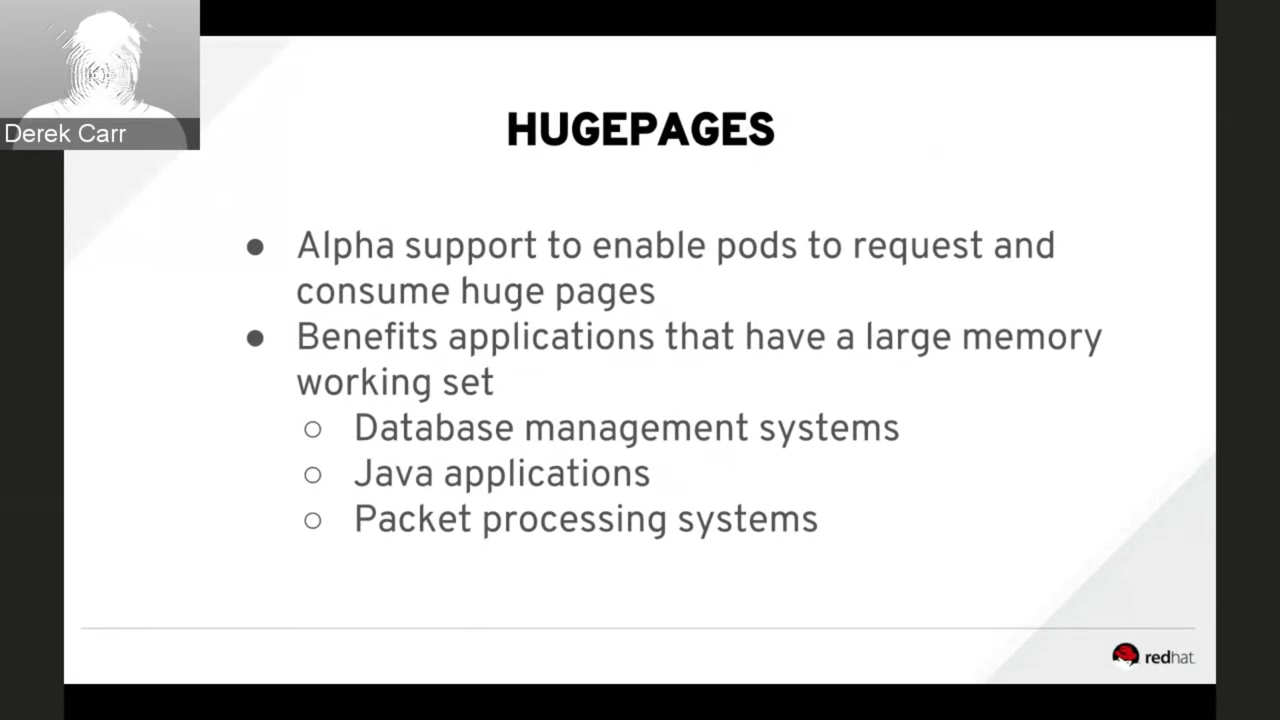 Derek Carr
HUGEPAGES
● Alpha support to enable pods to request and
consume huge pages
● Benefits applications that have a large memory
working set
○ Database management systems
○ Java applications
○ Packet processing systems
redhat.